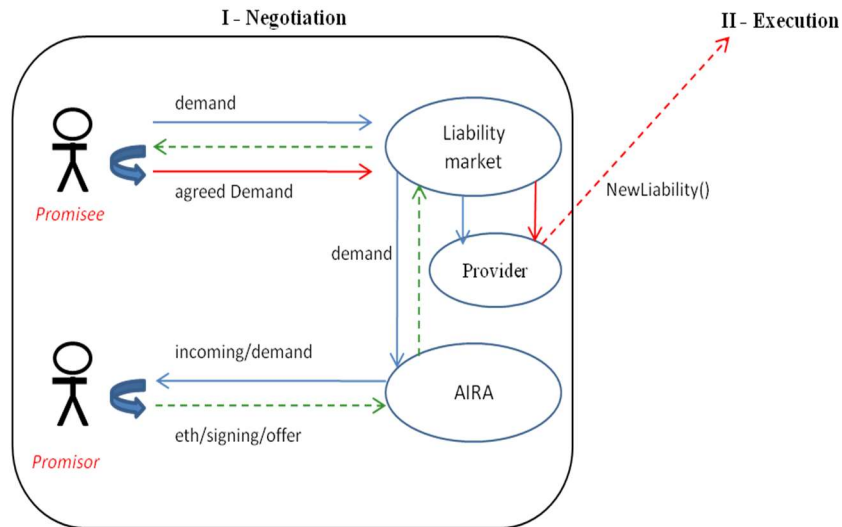 I - Negotiation
II - Execution
demand
Liability
market
agreed Demand
Promisee
NewLiability()
demand
Provider
incoming/demand
AIRA
eth/signing/offer
Promisor